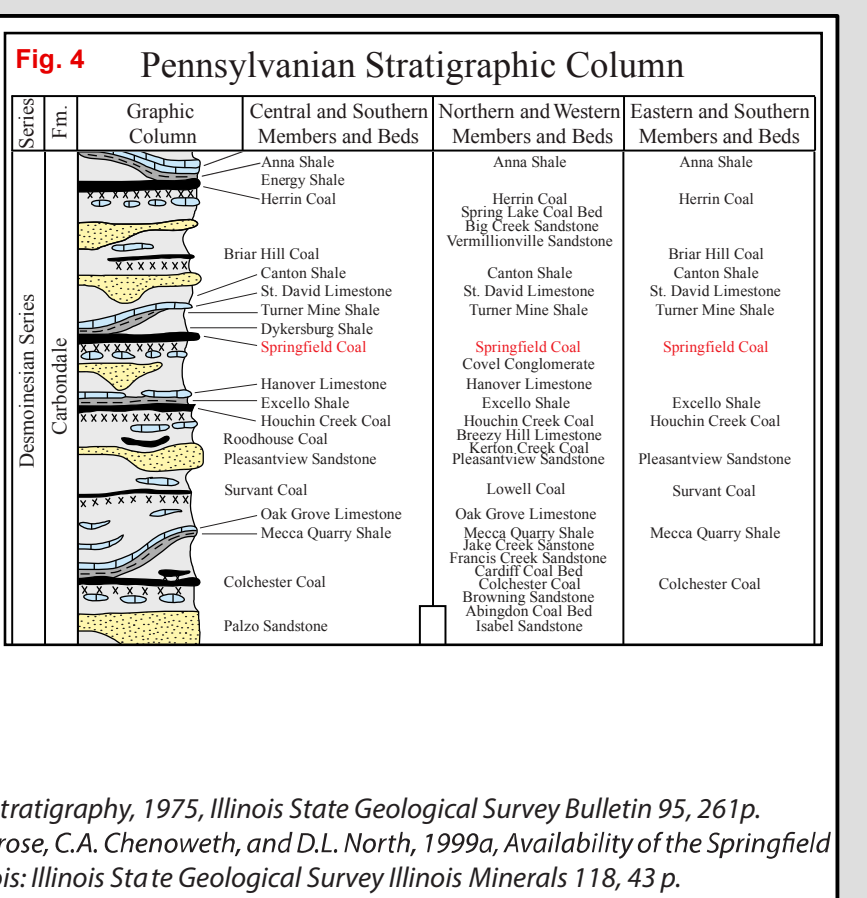 Fig. 4
Pennsylvanian Stratigraphic Column
Series
Fm.
Graphic
Column
Central and Southern
Members and Beds
Northern and Western
Members and Beds
Eastern and Southern
Members and Beds
Desmoinesian Series
Carbondale
Anna Shale
Energy Shale
Herrin Coal
Briar Hill Coal
Canton Shale
St. David Limestone
Turner Mine Shale
Dykersburg Shale
Springfield Coal
Hanover Limestone
Excello Shale
Houchin Creek Coal
Roodhouse Coal
Pleasantview Sandstone
Survant Coal
Oak Grove Limestone
Mecca Quarry Shale
Colchester Coal
Palzo Sandstone
Anna Shale
Herrin Coal
Spring Lake Coal Bed
Big Creek Sandstone
Vermillionville Sandstone
Canton Shale
St. David Limestone
Turner Mine Shale
Springfield Coal
Covel Conglomerate
Hanover Limestone
Excello Shale
Houchin Creek Coal
Breezy Hill Limestone
Kerton Creek Coal
Pleasantview Sandstone
Lowell Coal
Oak Grove Limestone
Mecca Quarry Shale
Jake Creek Sanstone
Francis Creek Sandstone
Cardiff Coal Bed
Colchester Coal
Browning Sandstone
Abingdon Coal Bed
Isabel Sandstone
Anna Shale
Herrin Coal
Briar Hill Coal
Canton Shale
St. David Limestone
Turner Mine Shale
Springfield Coal
Excello Shale
Houchin Creek Coal
Pleasantview Sandstone
Survant Coal
Mecca Quarry Shale
Colchester Coal
tratigraphy, 1975, Illinois State Geological Survey Bulletin 95, 261p.
rose, C.A. Chenoweth, and D.L. North, 1999a, Availability of the Springfield
ois: Illinois State Geological Survey Illinois Minerals 118, 43 p.